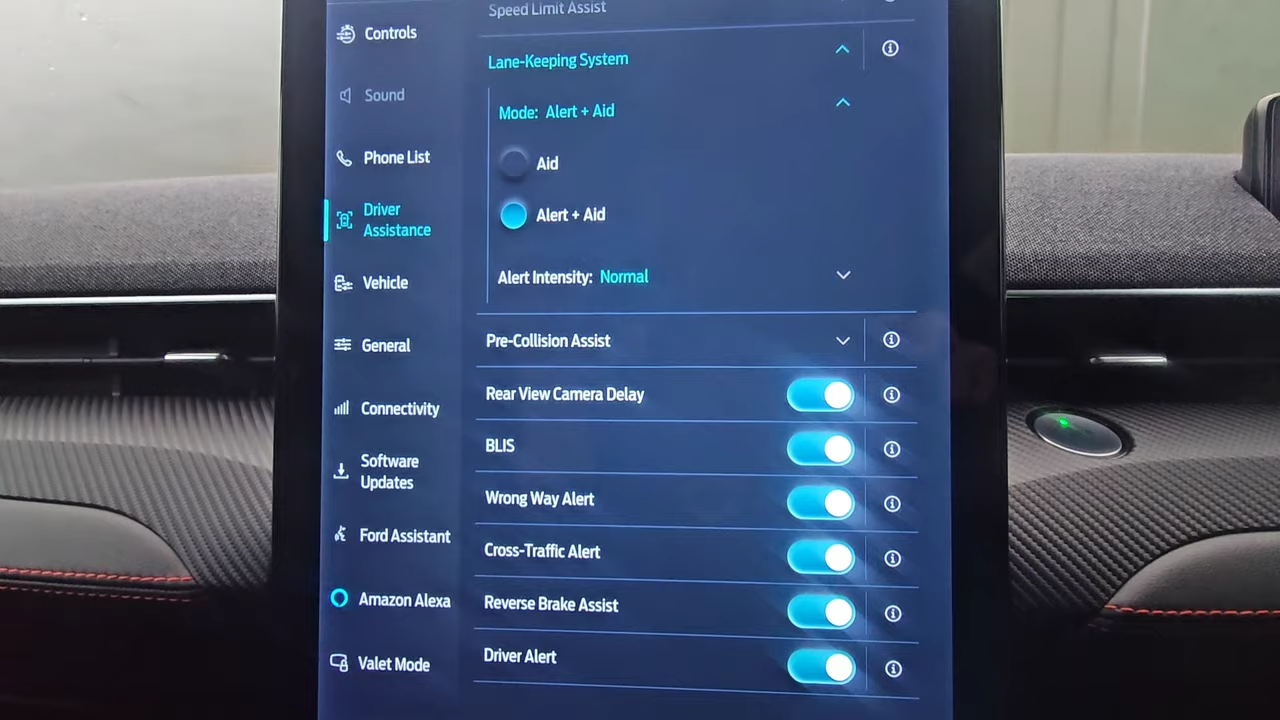 Controls
Sound
Phone List
Driver
Assistance
Vehicle
General
Connectivity
Software
Updates
Ford Assistant
Amazon Alexa
Valet Mode
Speed Limit Assist
Lane-Keeping System
Mode: Alert + Aid
Aid
Alert + Aid
Alert Intensity: Normal
Pre-Collision Assist
Rear View Camera Delay
BLIS
Wrong Way Alert
Cross-Traffic Alert
Reverse Brake Assist
Driver Alert